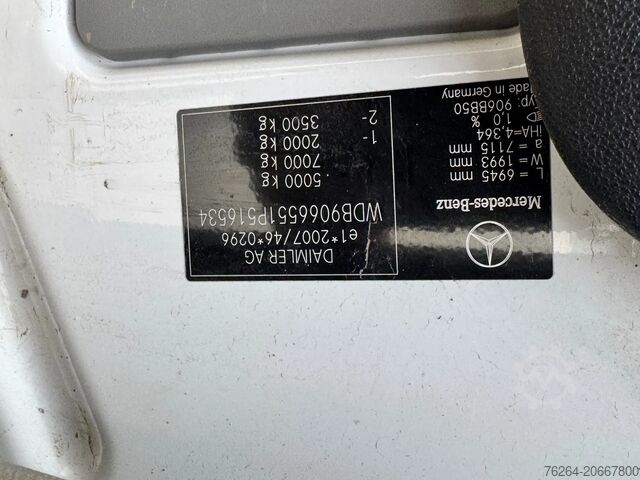 Mercedes-Benz
L = 6945 mm
W = 1993 mm
a = 7115 mm
iHA=4,364
D 1,0 %
Typ: 906BB50
Made in Germany
DAIMLER AG
e1*2007/46*0296
WDB9066551P516534
5000 kg
7000 kg
1- 2000 kg
2- 3500 kg
76264-20667800